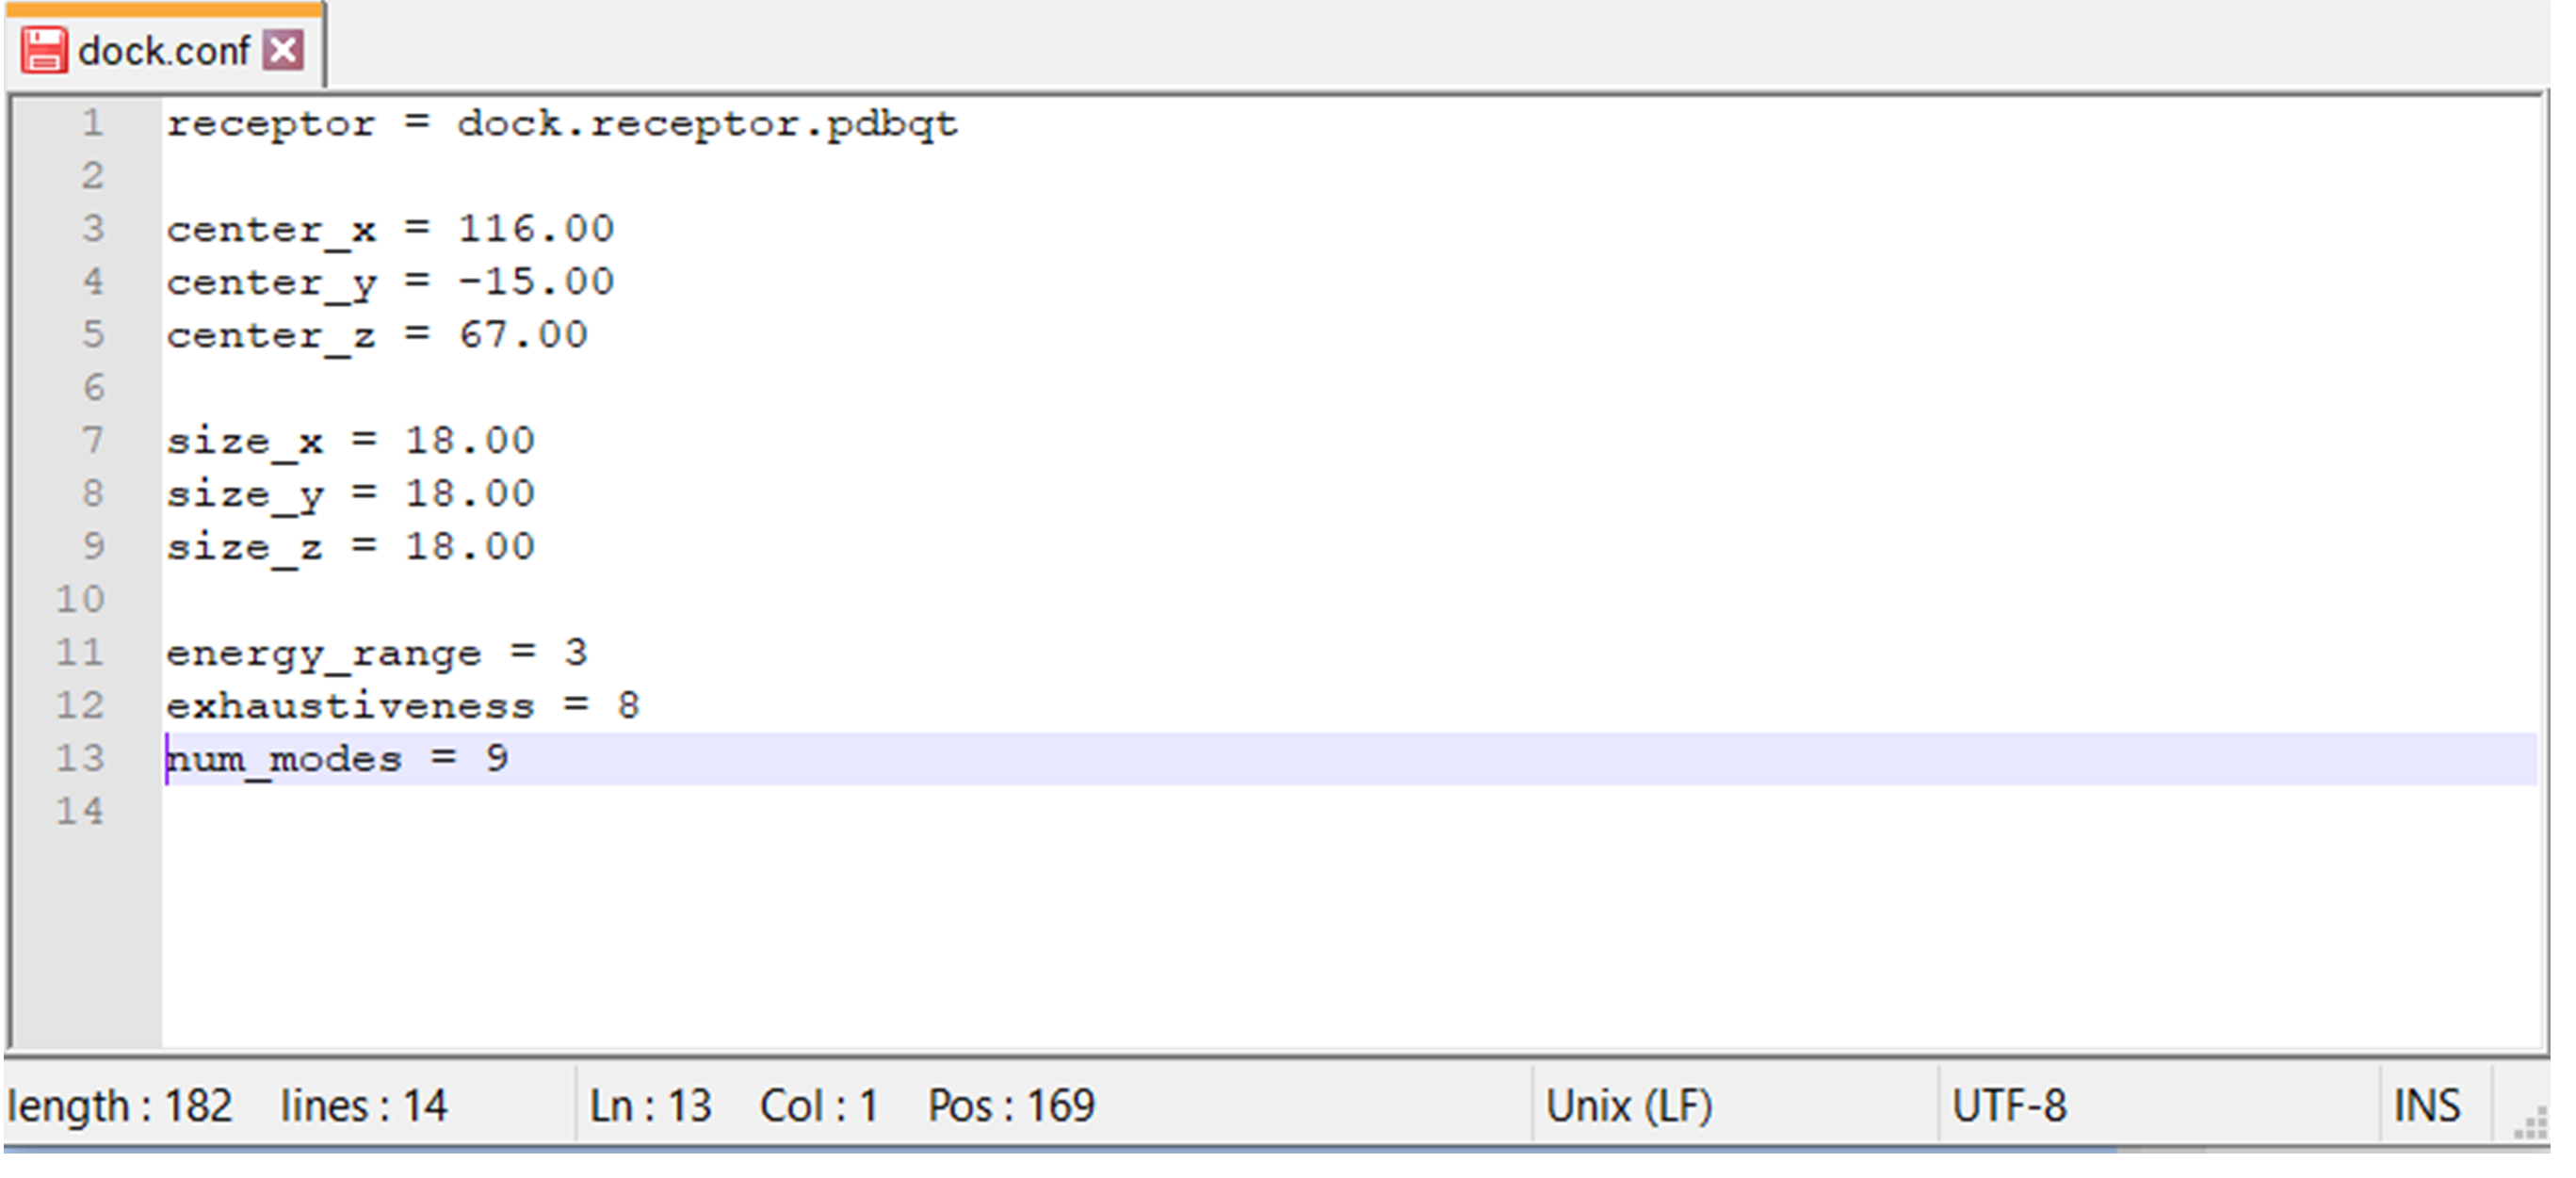 dock.conf
1 receptor = dock.receptor.pdbqt
2
3 center_x = 116.00
4 center_y = -15.00
5 center_z = 67.00
6
7 size_x = 18.00
8 size_y = 18.00
9 size_z = 18.00
10
11 energy_range = 3
12 exhaustiveness = 8
13 num_modes = 9
14
length : 182 lines : 14 Ln : 13 Col : 1 Pos : 169 Unix (LF) UTF-8 INS